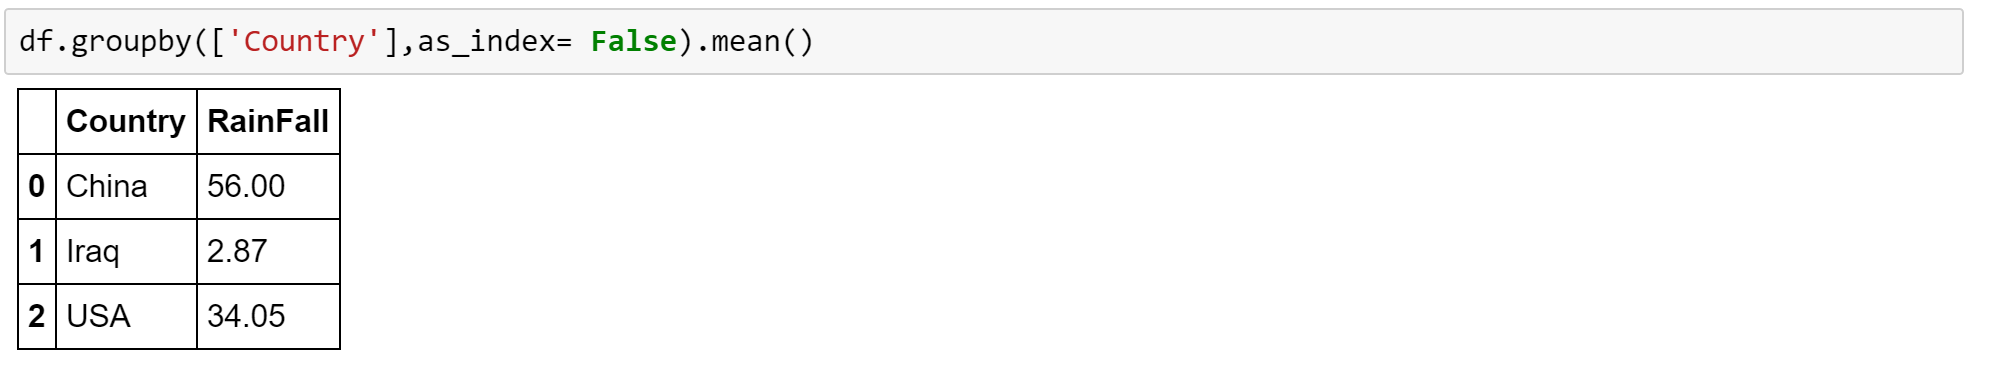 df.groupby(['Country'],as_index= False).mean()
Country RainFall
0 China 56.00
1 Iraq 2.87
2 USA 34.05